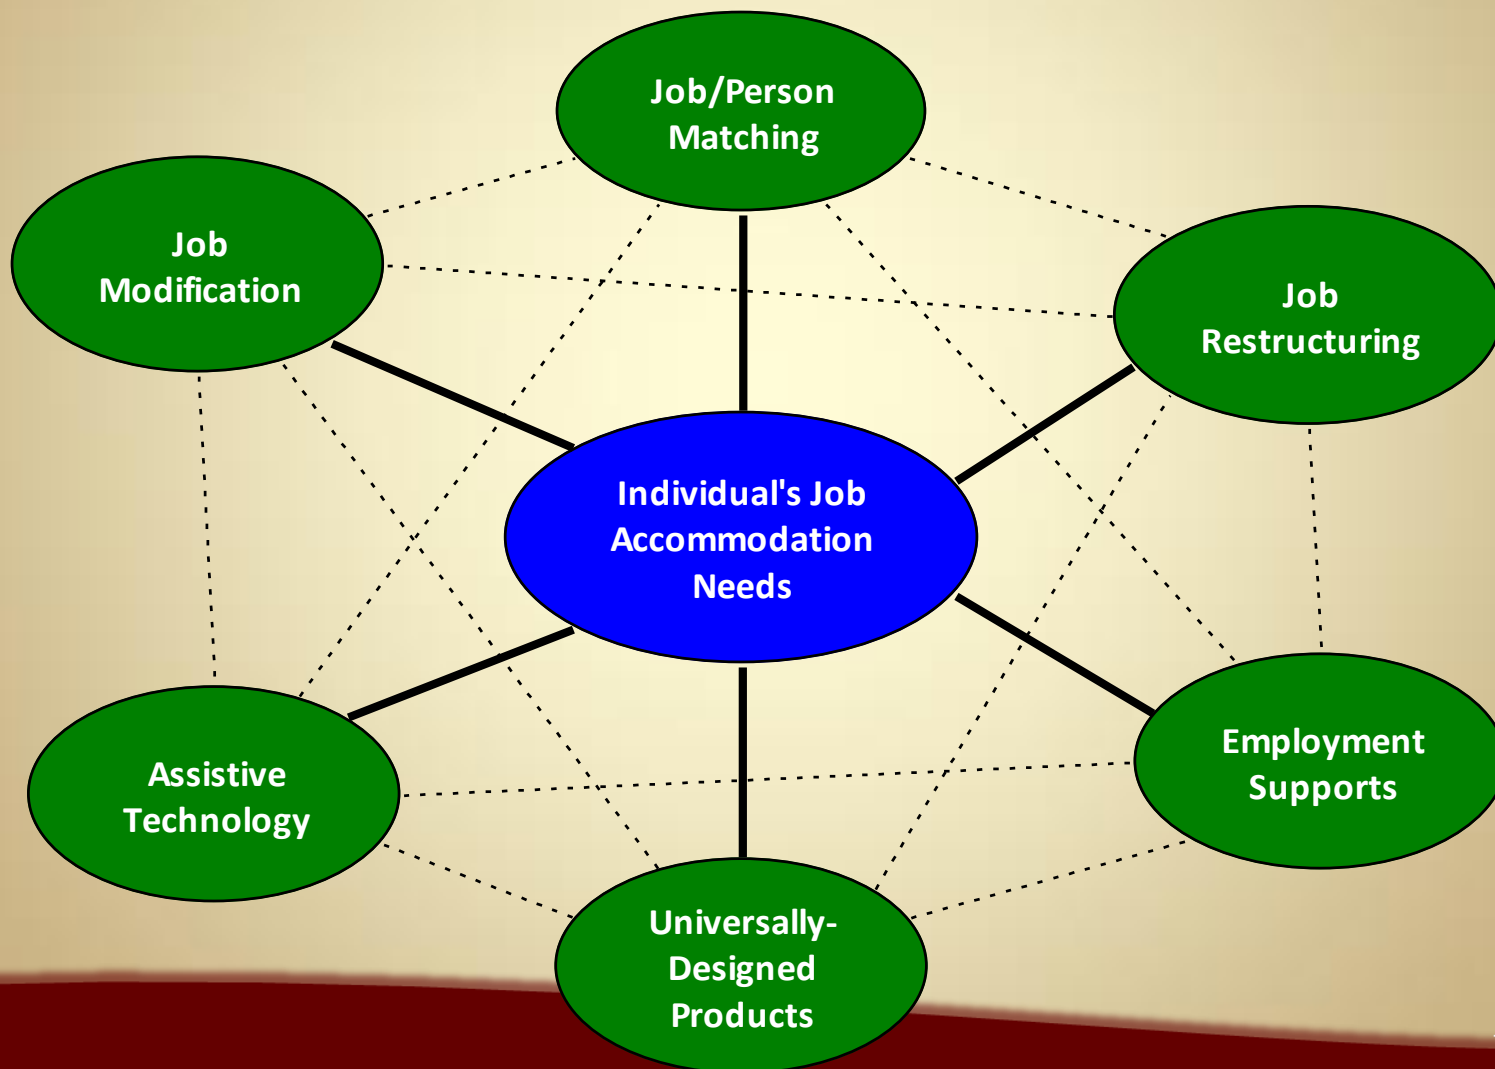 Job/Person
Matching
Job
Modification
Job
Restructuring
Individual's Job
Accommodation
Needs
Employment
Supports
Assistive
Technology
Universally-
Designed
Products